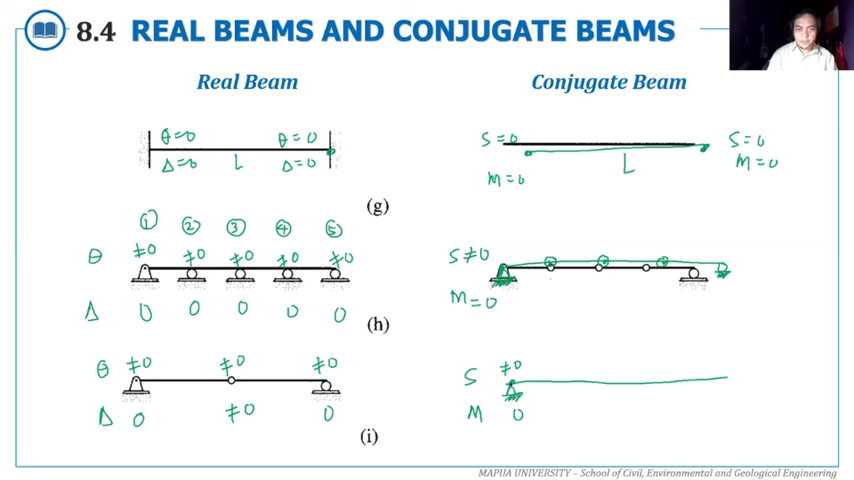 8.4 REAL BEAMS AND CONJUGATE BEAMS
Real Beam
Conjugate Beam
θ=0 θ=0
Δ=0 L Δ=0
S=0 S=0
L M=0
M=0
(g)
① ② ③ ④ ⑤
θ ≠0 ≠0 ≠0 ≠0 ≠0
Δ 0 0 0 0 0
S≠0
M=0
(h)
θ ≠0 ≠0 ≠0
Δ 0 ≠0 0
S ≠0
M 0
(i)
MAPUA UNIVERSITY – School of Civil, Environmental and Geological Engineering